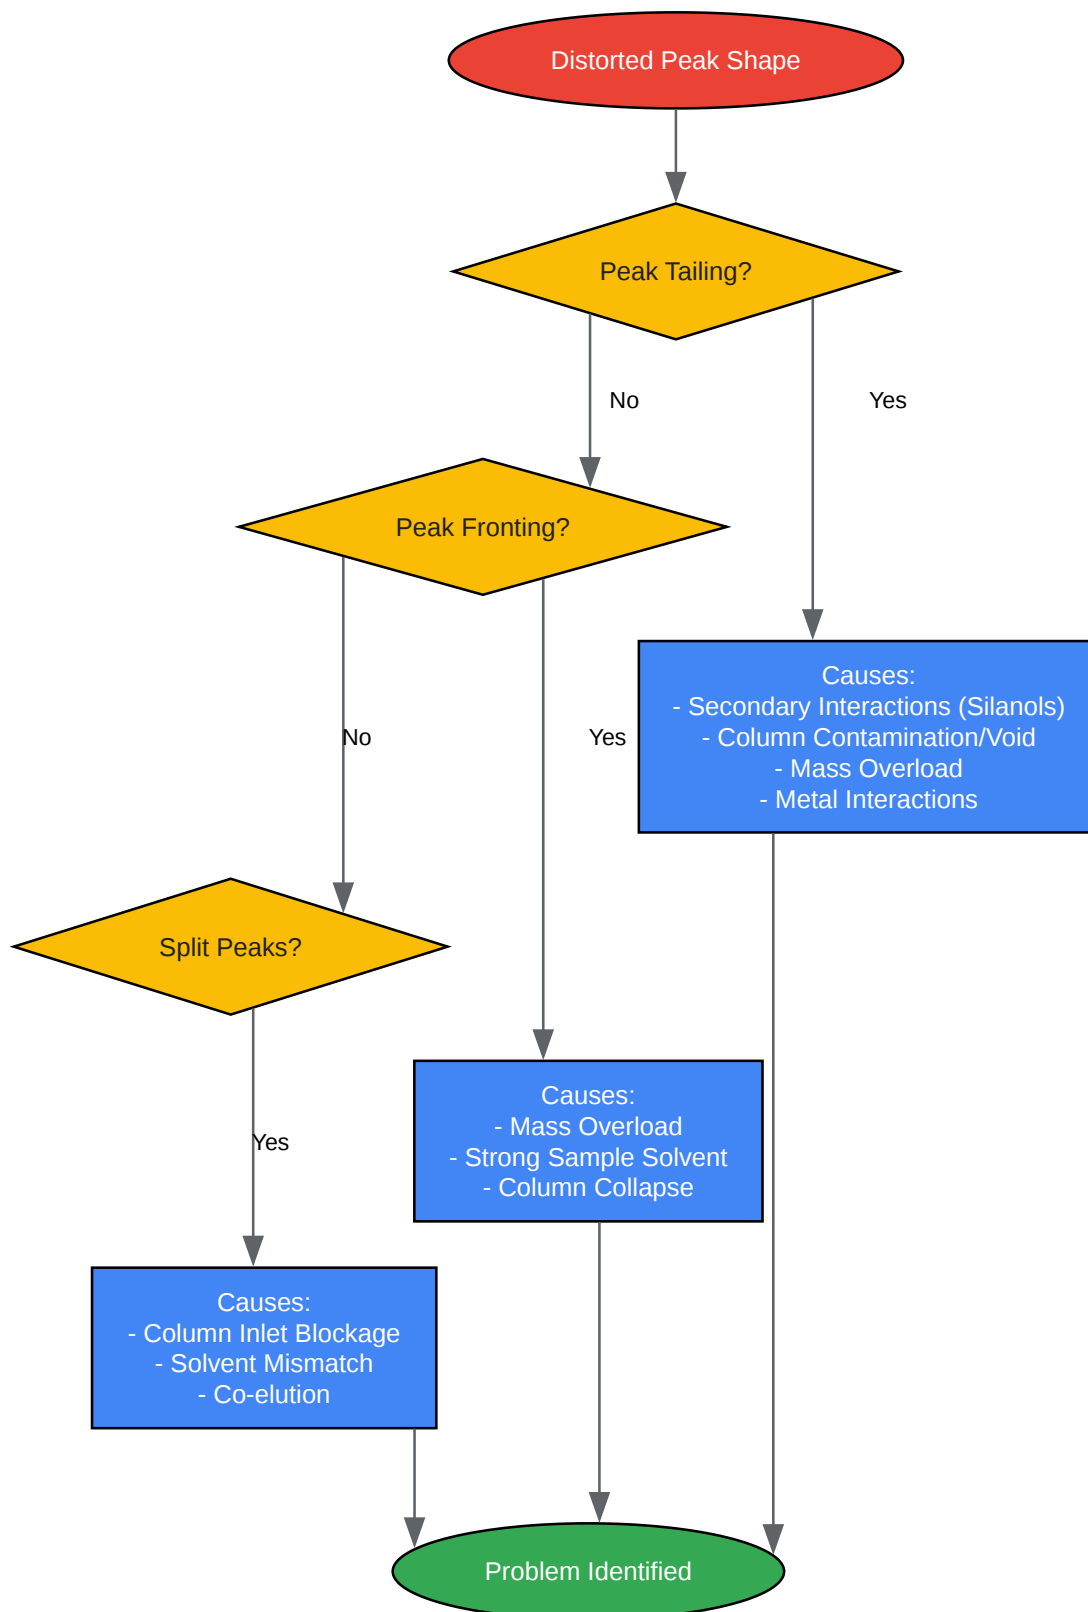 Distorted Peak Shape
Peak Tailing?
No
Yes
Peak Fronting?
Causes:
- Secondary Interactions (Silanols)
- Column Contamination/Void
- Mass Overload
- Metal Interactions
No
Yes
Split Peaks?
Causes:
- Mass Overload
- Strong Sample Solvent
- Column Collapse
Yes
Causes:
- Column Inlet Blockage
- Solvent Mismatch
- Co-elution
Problem Identified